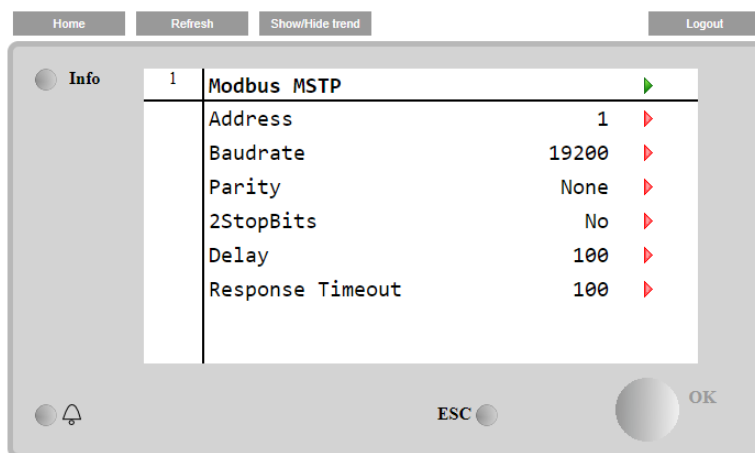 Home Refresh Show/Hide trend Logout
Info 1 Modbus MSTP
Address 1
Baudrate 19200
Parity None
2StopBits No
Delay 100
Response Timeout 100
ESC OK